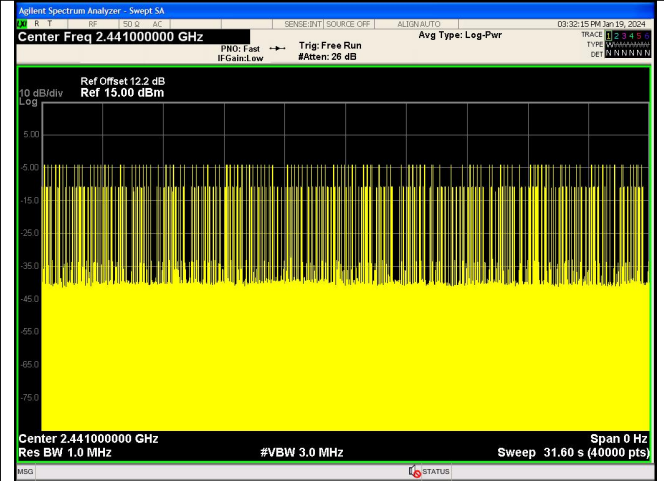 Agilent Spectrum Analyzer - Swept SA
LXI R T RF 50 Ω AC SENSE:INT SOURCE OFF ALIGN AUTO 03:32:15 PM Jan 19, 2024
Center Freq 2.441000000 GHz Avg Type: Log-Pwr TRACE 1 2 3 4 5 6
PNO: Fast Trig: Free Run TYPE W
IFGain:Low #Atten: 26 dB DET N N N N N N
Ref Offset 12.2 dB
10 dB/div Ref 15.00 dBm
Log
5.00
-5.00
-15.0
-25.0
-35.0
-45.0
-55.0
-65.0
-75.0
Center 2.441000000 GHz Span 0 Hz
Res BW 1.0 MHz #VBW 3.0 MHz Sweep 31.60 s (40000 pts)
MSG STATUS